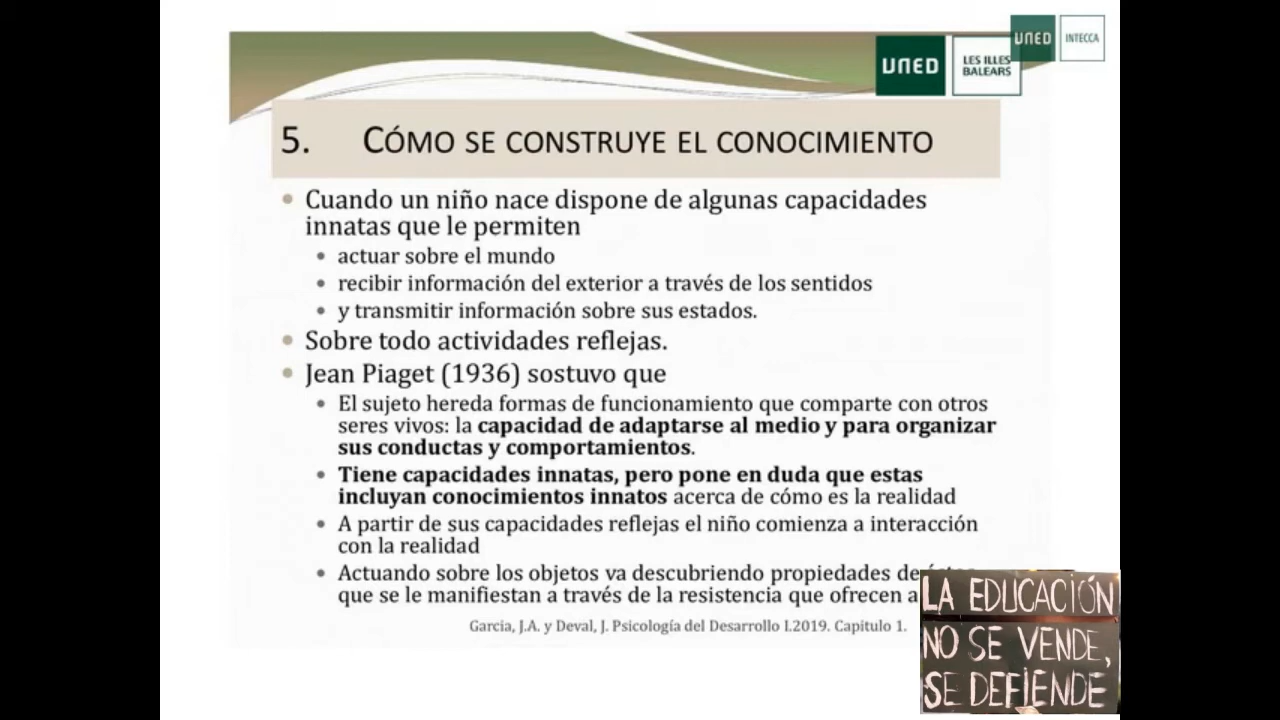 UNED
INTECCA
UNED
LES ILLES
BALEARS
5. CÓMO SE CONSTRUYE EL CONOCIMIENTO
• Cuando un niño nace dispone de algunas capacidades
innatas que le permiten
• actuar sobre el mundo
• recibir información del exterior a través de los sentidos
• y transmitir información sobre sus estados.
• Sobre todo actividades reflejas.
• Jean Piaget (1936) sostuvo que
• El sujeto hereda formas de funcionamiento que comparte con otros
seres vivos: la capacidad de adaptarse al medio y para organizar
sus conductas y comportamientos.
• Tiene capacidades innatas, pero pone en duda que estas
incluyan conocimientos innatos acerca de cómo es la realidad
• A partir de sus capacidades reflejas el niño comienza a interacción
con la realidad
• Actuando sobre los objetos va descubriendo propiedades de
que se le manifiestan a través de la resistencia que ofrecen a
Garcia, J.A. y Deval, J. Psicología del Desarrollo I.2019. Capitulo 1.
LA EDUCACIÓN
NO SE VENDE,
SE DEFIENDE